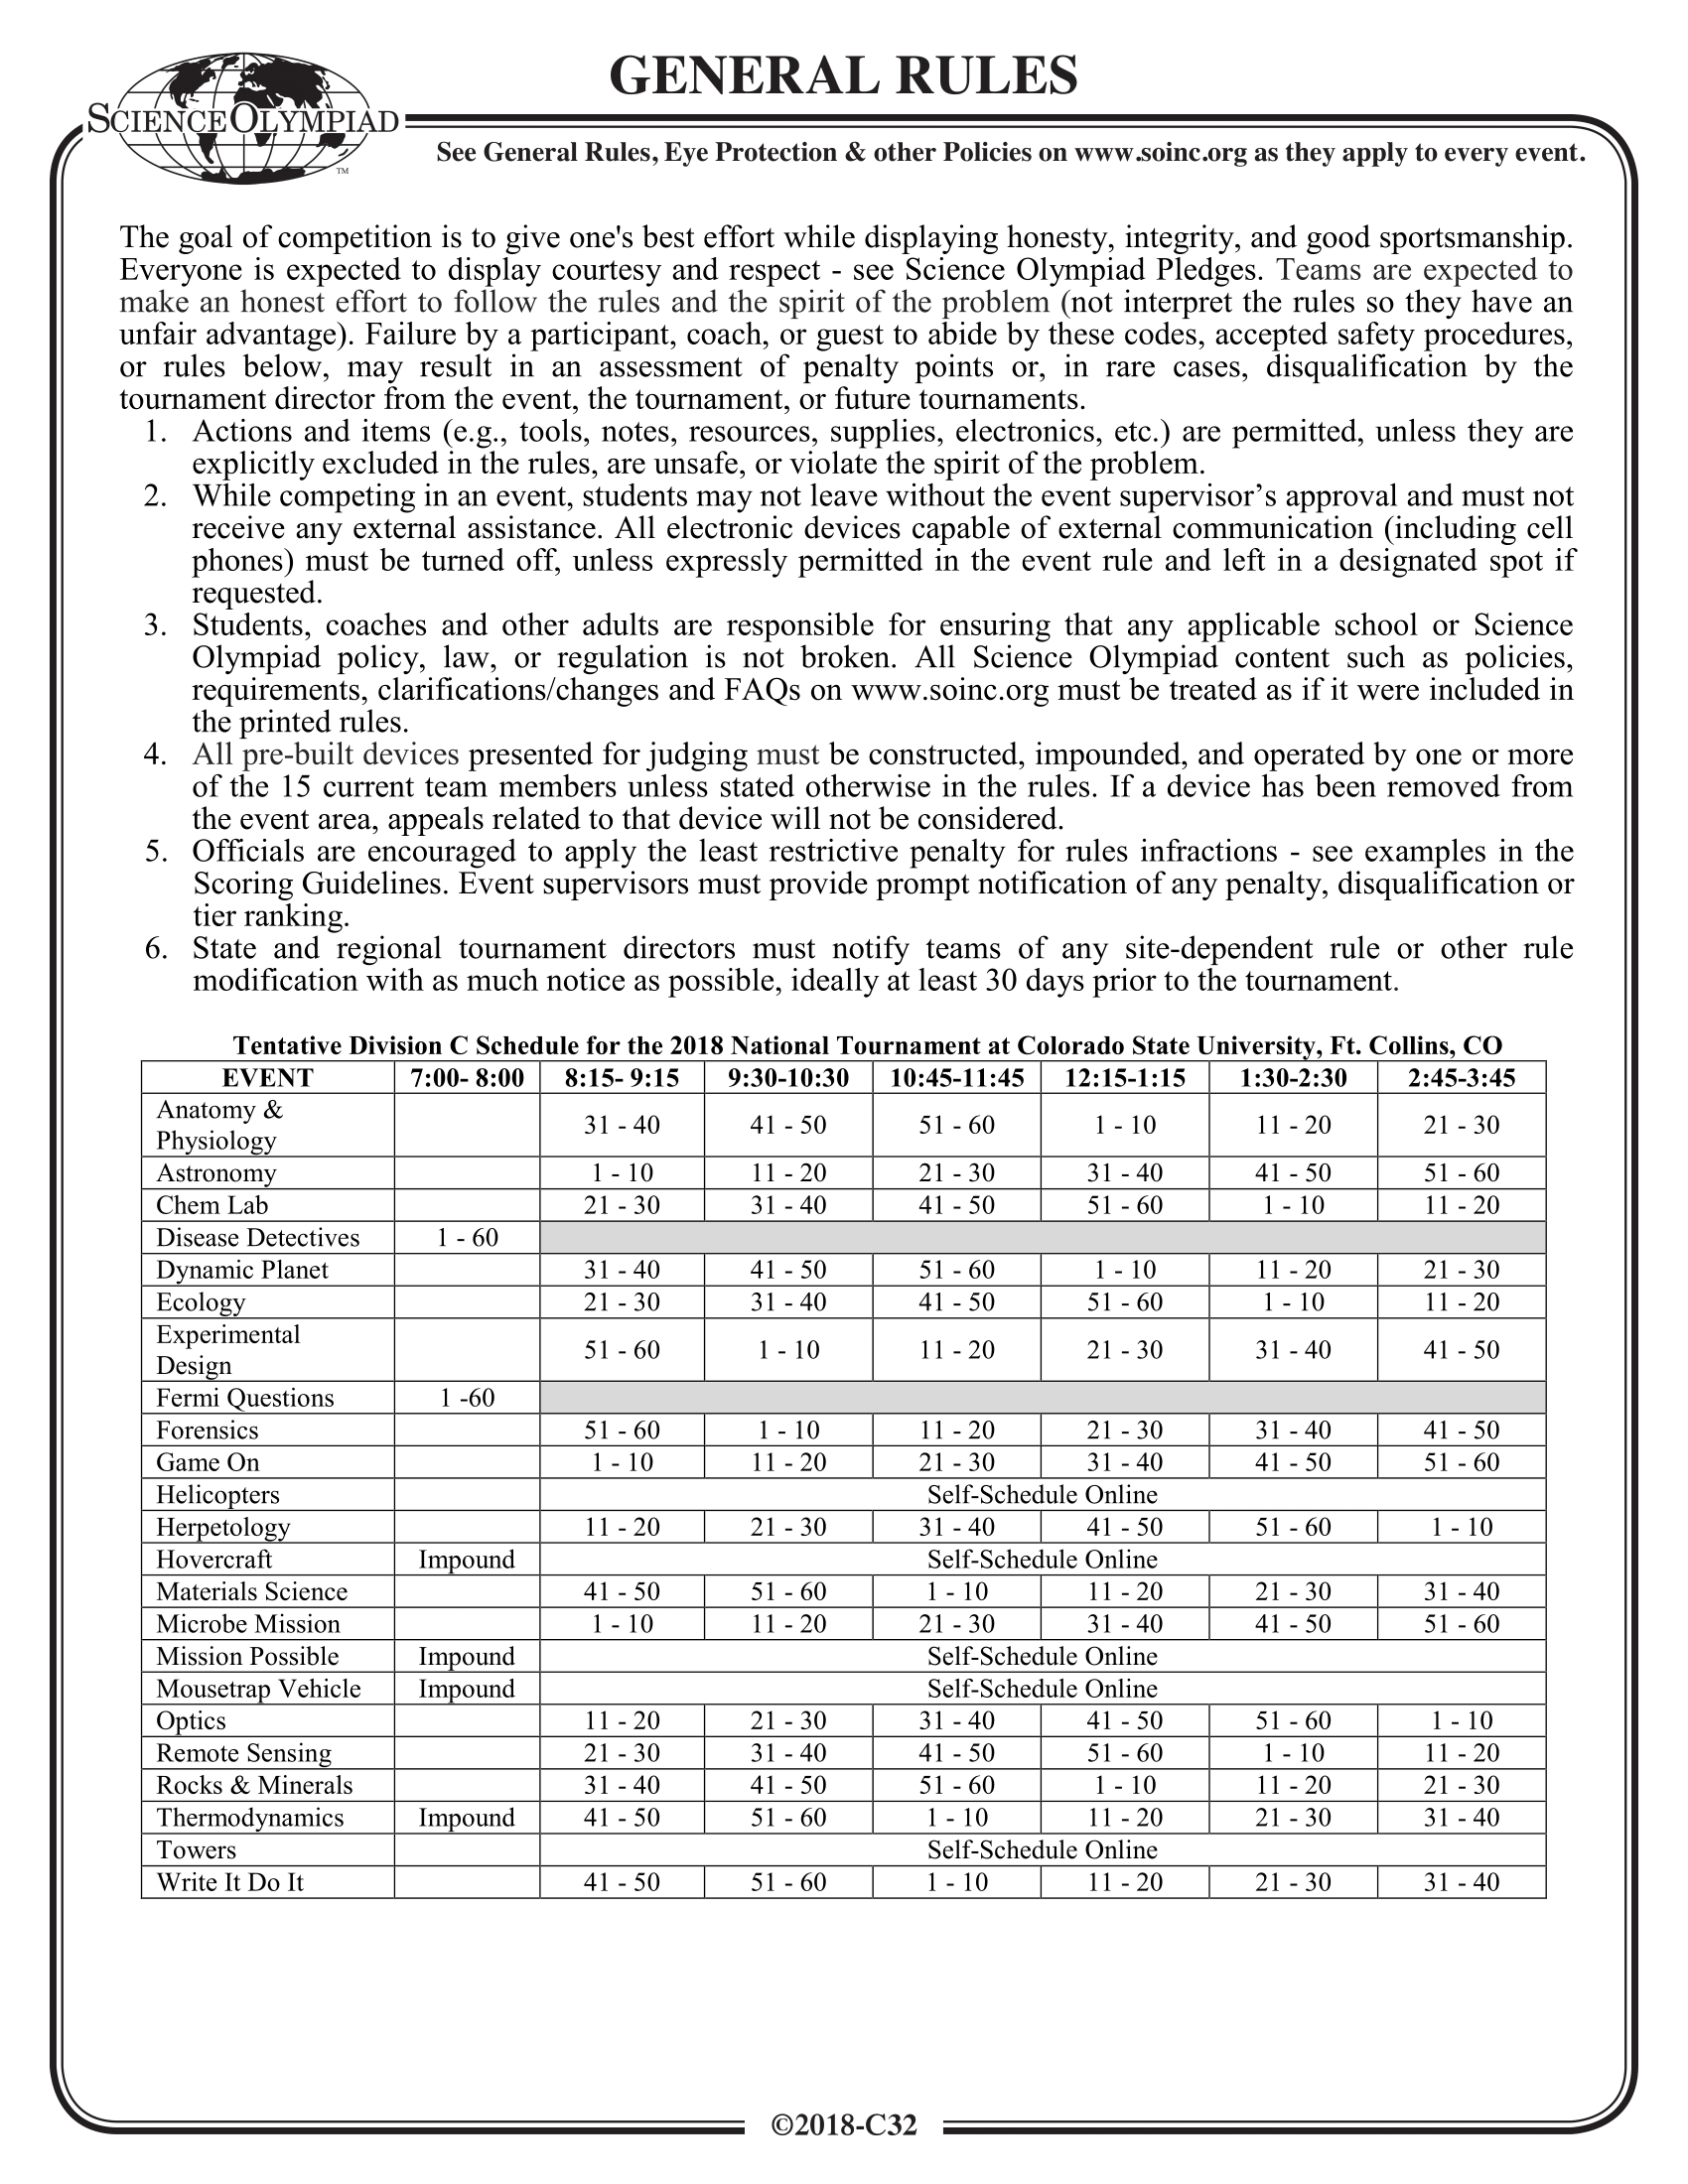 GENERAL RULES
SCIENCE OLYMPIAD
TM
See General Rules, Eye Protection & other Policies on www.soinc.org as they apply to every event.
The goal of competition is to give one's best effort while displaying honesty, integrity, and good sportsmanship.
Everyone is expected to display courtesy and respect - see Science Olympiad Pledges. Teams are expected to
make an honest effort to follow the rules and the spirit of the problem (not interpret the rules so they have an
unfair advantage). Failure by a participant, coach, or guest to abide by these codes, accepted safety procedures,
or rules below, may result in an assessment of penalty points or, in rare cases, disqualification by the
tournament director from the event, the tournament, or future tournaments.
1. Actions and items (e.g., tools, notes, resources, supplies, electronics, etc.) are permitted, unless they are
explicitly excluded in the rules, are unsafe, or violate the spirit of the problem.
2. While competing in an event, students may not leave without the event supervisor’s approval and must not
receive any external assistance. All electronic devices capable of external communication (including cell
phones) must be turned off, unless expressly permitted in the event rule and left in a designated spot if
requested.
3. Students, coaches and other adults are responsible for ensuring that any applicable school or Science
Olympiad policy, law, or regulation is not broken. All Science Olympiad content such as policies,
requirements, clarifications/changes and FAQs on www.soinc.org must be treated as if it were included in
the printed rules.
4. All pre-built devices presented for judging must be constructed, impounded, and operated by one or more
of the 15 current team members unless stated otherwise in the rules. If a device has been removed from
the event area, appeals related to that device will not be considered.
5. Officials are encouraged to apply the least restrictive penalty for rules infractions - see examples in the
Scoring Guidelines. Event supervisors must provide prompt notification of any penalty, disqualification or
tier ranking.
6. State and regional tournament directors must notify teams of any site-dependent rule or other rule
modification with as much notice as possible, ideally at least 30 days prior to the tournament.
Tentative Division C Schedule for the 2018 National Tournament at Colorado State University, Ft. Collins, CO
EVENT 7:00- 8:00 8:15- 9:15 9:30-10:30 10:45-11:45 12:15-1:15 1:30-2:30 2:45-3:45
Anatomy &
Physiology 31 - 40 41 - 50 51 - 60 1 - 10 11 - 20 21 - 30
Astronomy 1 - 10 11 - 20 21 - 30 31 - 40 41 - 50 51 - 60
Chem Lab 21 - 30 31 - 40 41 - 50 51 - 60 1 - 10 11 - 20
Disease Detectives 1 - 60
Dynamic Planet 31 - 40 41 - 50 51 - 60 1 - 10 11 - 20 21 - 30
Ecology 21 - 30 31 - 40 41 - 50 51 - 60 1 - 10 11 - 20
Experimental
Design 51 - 60 1 - 10 11 - 20 21 - 30 31 - 40 41 - 50
Fermi Questions 1 -60
Forensics 51 - 60 1 - 10 11 - 20 21 - 30 31 - 40 41 - 50
Game On 1 - 10 11 - 20 21 - 30 31 - 40 41 - 50 51 - 60
Helicopters Self-Schedule Online
Herpetology 11 - 20 21 - 30 31 - 40 41 - 50 51 - 60 1 - 10
Hovercraft Impound Self-Schedule Online
Materials Science 41 - 50 51 - 60 1 - 10 11 - 20 21 - 30 31 - 40
Microbe Mission 1 - 10 11 - 20 21 - 30 31 - 40 41 - 50 51 - 60
Mission Possible Impound Self-Schedule Online
Mousetrap Vehicle Impound Self-Schedule Online
Optics 11 - 20 21 - 30 31 - 40 41 - 50 51 - 60 1 - 10
Remote Sensing 21 - 30 31 - 40 41 - 50 51 - 60 1 - 10 11 - 20
Rocks & Minerals 31 - 40 41 - 50 51 - 60 1 - 10 11 - 20 21 - 30
Thermodynamics Impound 41 - 50 51 - 60 1 - 10 11 - 20 21 - 30 31 - 40
Towers Self-Schedule Online
Write It Do It 41 - 50 51 - 60 1 - 10 11 - 20 21 - 30 31 - 40
©2018-C32